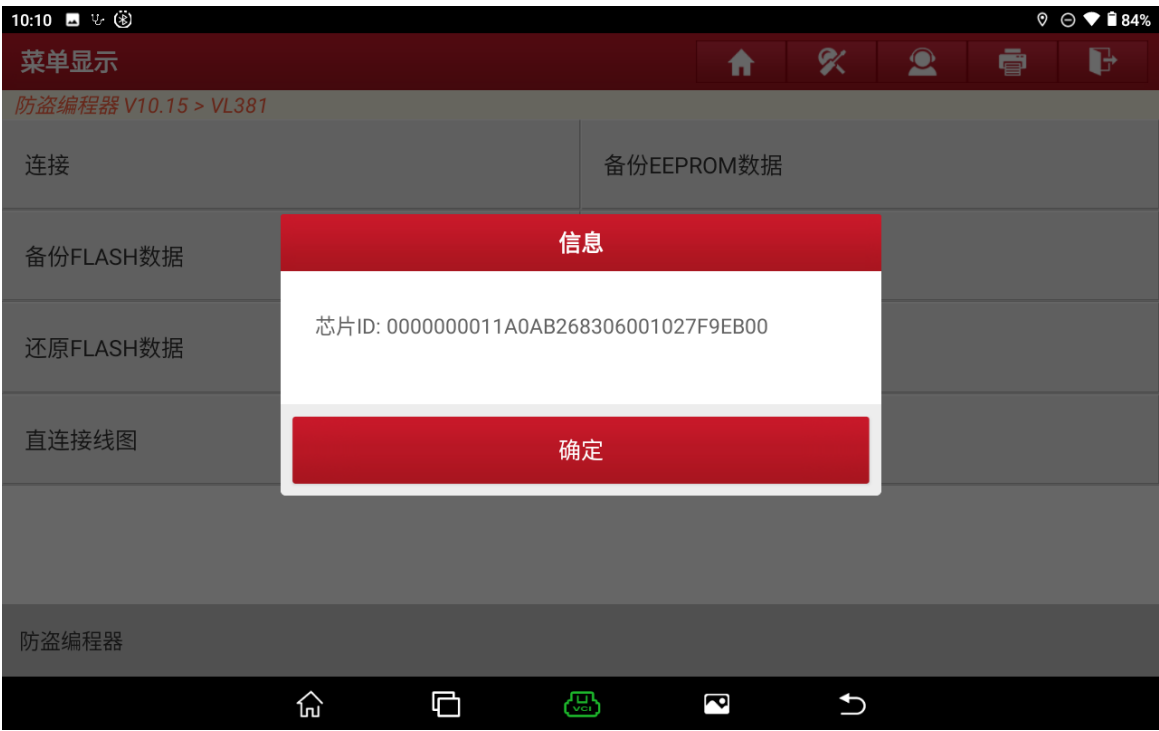 10:10
84%
菜单显示
防盗编程器 V10.15 > VL381
连接
备份EEPROM数据
备份FLASH数据
信息
芯片ID: 0000000011A0AB268306001027F9EB00
还原FLASH数据
直连接线图
确定
防盗编程器
VCI